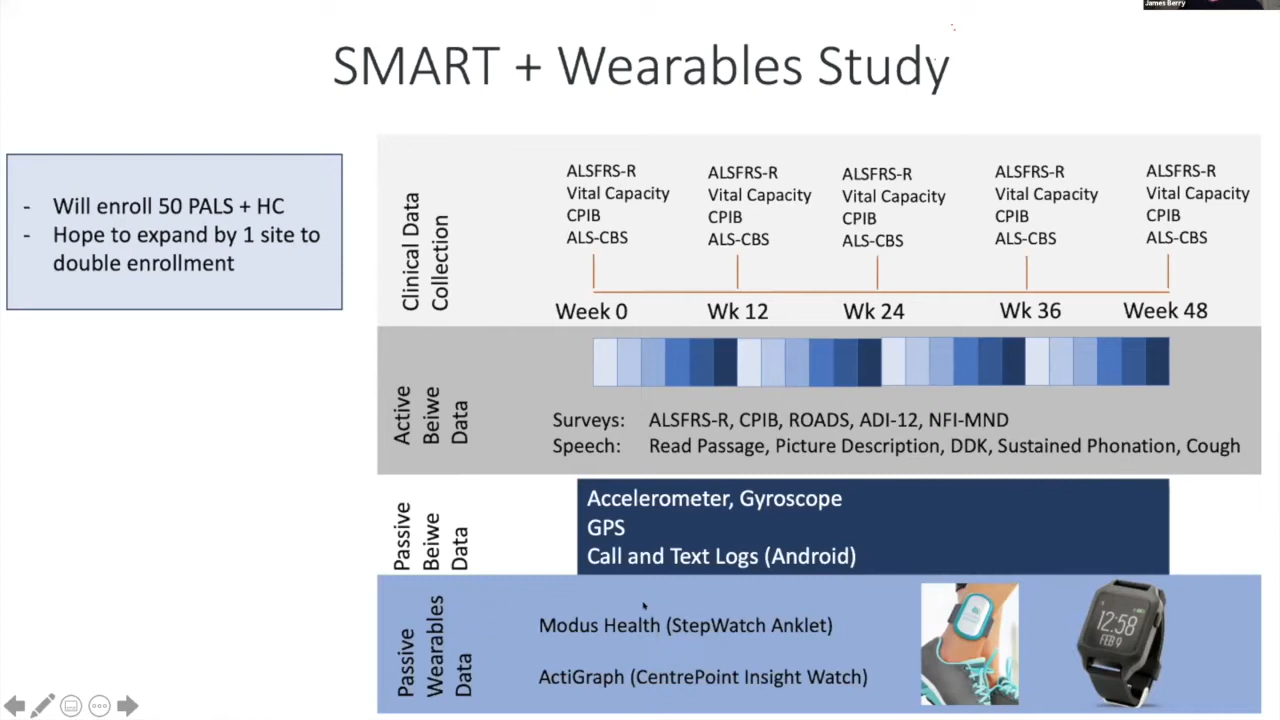 James Berry
SMART + Wearables Study
- Will enroll 50 PALS + HC
- Hope to expand by 1 site to
double enrollment
Clinical Data
Collection
ALSFRS-R
Vital Capacity
CPIB
ALS-CBS
ALSFRS-R
Vital Capacity
CPIB
ALS-CBS
ALSFRS-R
Vital Capacity
CPIB
ALS-CBS
ALSFRS-R
Vital Capacity
CPIB
ALS-CBS
ALSFRS-R
Vital Capacity
CPIB
ALS-CBS
Week 0
Wk 12
Wk 24
Wk 36
Week 48
Active
Beiwe
Data
Surveys: ALSFRS-R, CPIB, ROADS, ADI-12, NFI-MND
Speech: Read Passage, Picture Description, DDK, Sustained Phonation, Cough
Passive
Beiwe
Data
Accelerometer, Gyroscope
GPS
Call and Text Logs (Android)
Passive
Wearables
Data
Modus Health (StepWatch Anklet)
ActiGraph (CentrePoint Insight Watch)
12:58
FEB 9